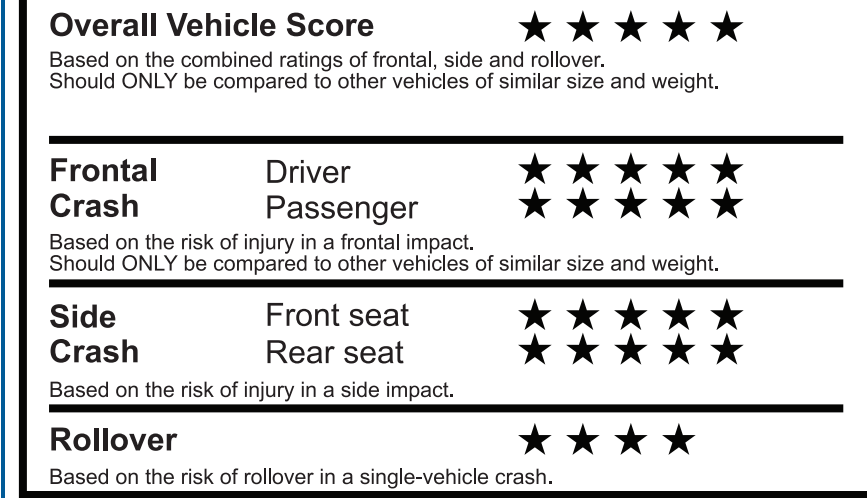 Overall Vehicle Score ★ ★ ★ ★ ★
Based on the combined ratings of frontal, side and rollover.
Should ONLY be compared to other vehicles of similar size and weight.
Frontal Driver ★ ★ ★ ★ ★
Crash Passenger ★ ★ ★ ★ ★
Based on the risk of injury in a frontal impact.
Should ONLY be compared to other vehicles of similar size and weight.
Side Front seat ★ ★ ★ ★ ★
Crash Rear seat ★ ★ ★ ★ ★
Based on the risk of injury in a side impact.
Rollover ★ ★ ★ ★
Based on the risk of rollover in a single-vehicle crash.